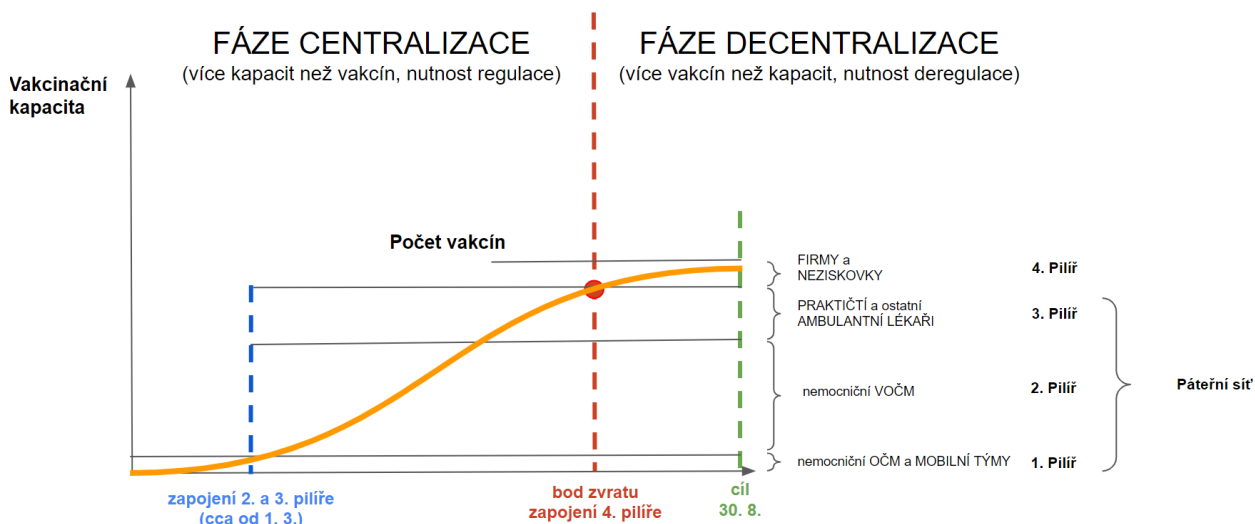 FÁZE CENTRALIZACE
(více kapacit než vakcín, nutnost regulace)
FÁZE DECENTRALIZACE
(více vakcín než kapacit, nutnost deregulace)
Vakcinační
kapacita
Počet vakcín
FIRMY a
NEZISKOVKY
4. Pilíř
PRAKTIČTÍ a ostatní
AMBULANTNÍ LÉKAŘI
3. Pilíř
nemocniční VOČM
2. Pilíř
Páteřní síť
nemocniční OČM a MOBILNÍ TÝMY
1. Pilíř
zapojení 2. a 3. pilíře
(cca od 1. 3.)
bod zvratu
zapojení 4. pilíře
cíl
30. 8.